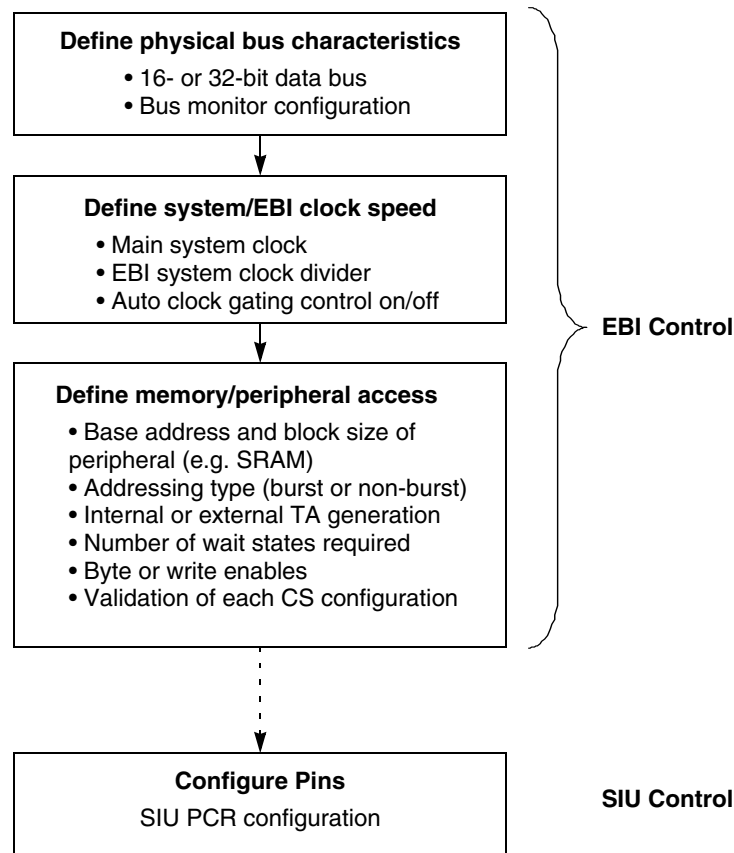 Define physical bus characteristics
• 16- or 32-bit data bus
• Bus monitor configuration
Define system/EBI clock speed
• Main system clock
• EBI system clock divider
• Auto clock gating control on/off
EBI Control
Define memory/peripheral access
• Base address and block size of
peripheral (e.g. SRAM)
• Addressing type (burst or non-burst)
• Internal or external TA generation
• Number of wait states required
• Byte or write enables
• Validation of each CS configuration
Configure Pins
SIU PCR configuration
SIU Control